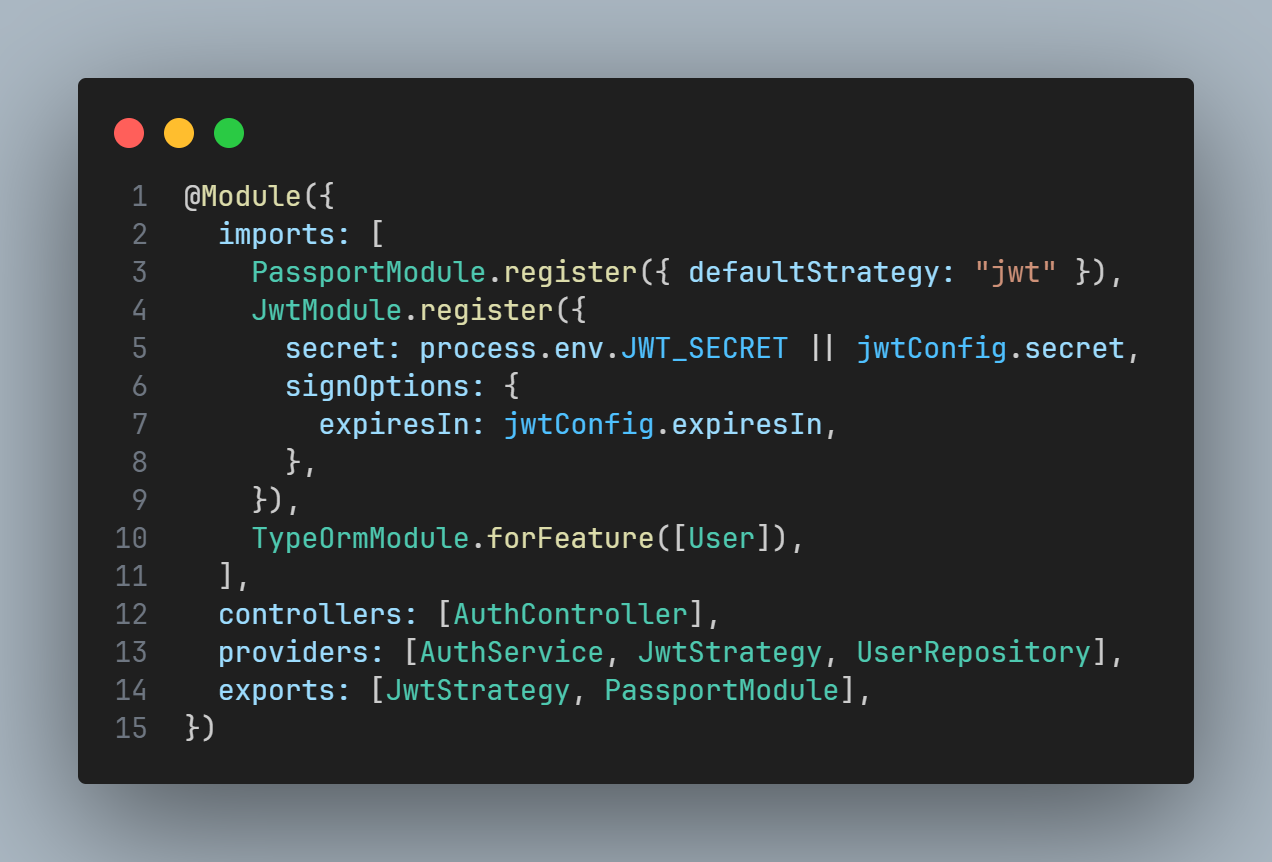 1 @Module({
2   imports: [
3     PassportModule.register({ defaultStrategy: "jwt" }),
4     JwtModule.register({
5       secret: process.env.JWT_SECRET || jwtConfig.secret,
6       signOptions: {
7         expiresIn: jwtConfig.expiresIn,
8       },
9     }),
10     TypeOrmModule.forFeature([User]),
11   ],
12   controllers: [AuthController],
13   providers: [AuthService, JwtStrategy, UserRepository],
14   exports: [JwtStrategy, PassportModule],
15 })